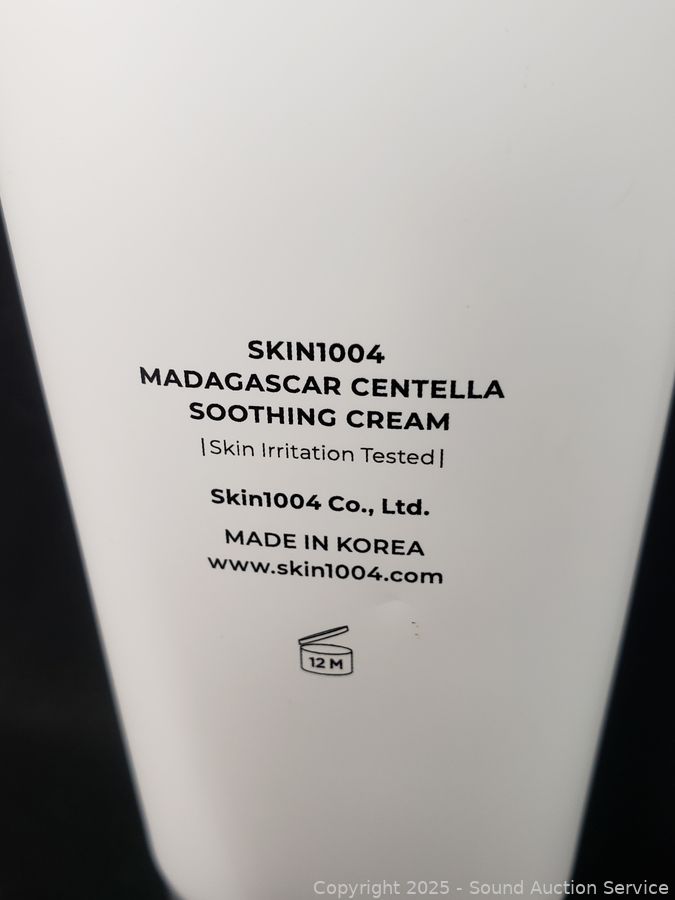 SKIN1004
MADAGASCAR CENTELLA
SOOTHING CREAM
|Skin Irritation Tested|
Skin1004 Co., Ltd.
MADE IN KOREA
www.skin1004.com
12 M
Copyright 2025 - Sound Auction Service